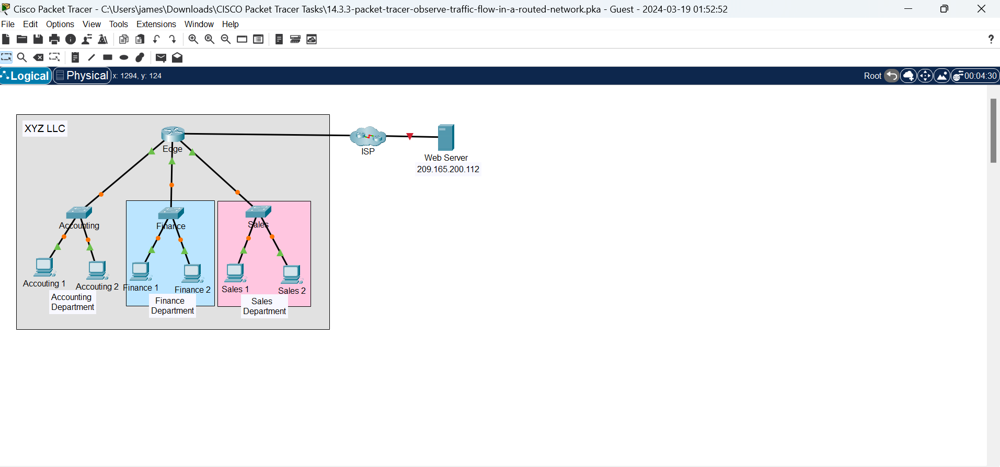 Cisco Packet Tracer - C:\Users\james\Downloads\CISCO Packet Tracer Tasks\14.3.3-packet-tracer-observe-traffic-flow-in-a-routed-network.pka - Guest - 2024-03-19 01:52:52
File Edit Options View Tools Extensions Window Help
?
Logical Physical x: 1294, y: 124 Root 00:04:30
XYZ LLC
Edge
ISP
Web Server
209.165.200.112
Accounting
Finance
Sales
Accouting 1
Accouting 2
Finance 1
Finance 2
Sales 1
Sales 2
Accounting
Department
Finance
Department
Sales
Department